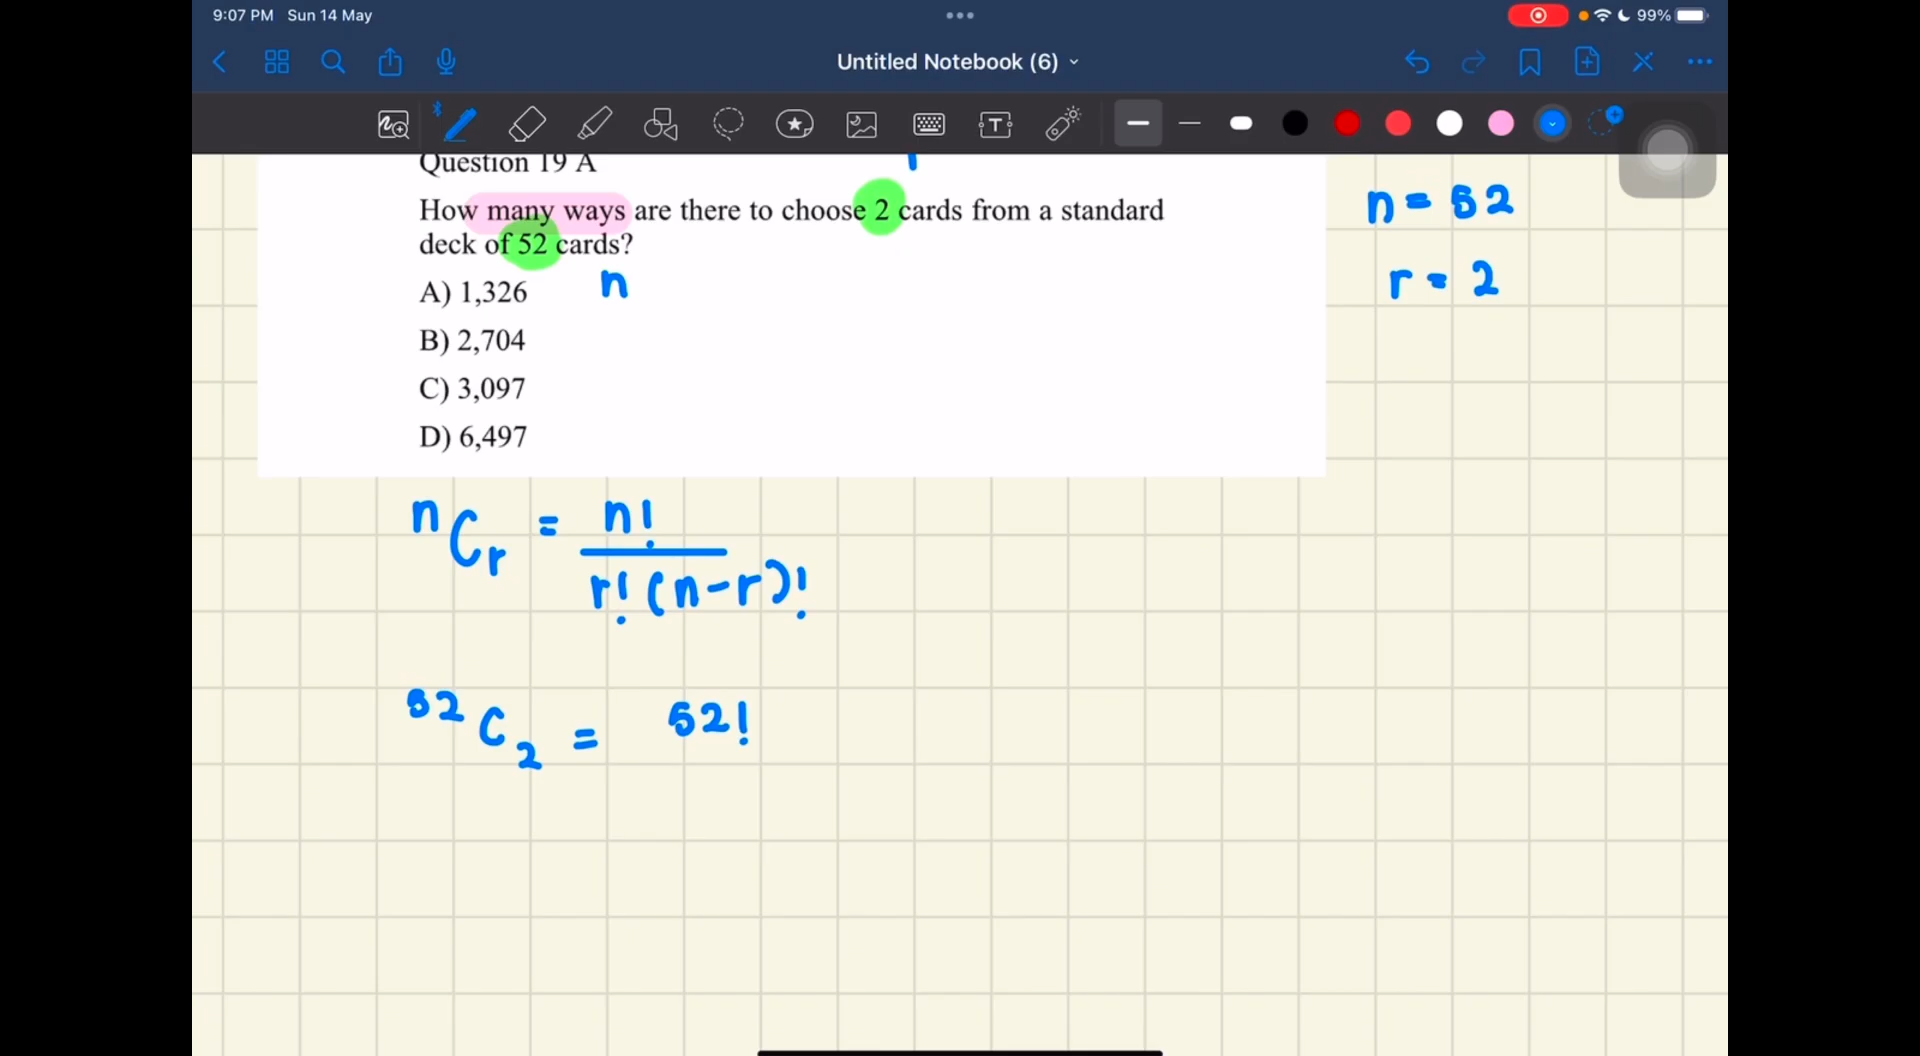 9:07 PM Sun 14 May
99%
Untitled Notebook (6)
Question 19 A
How many ways are there to choose 2 cards from a standard
deck of 52 cards?
n
A) 1,326
B) 2,704
C) 3,097
D) 6,497
n = 52
r = 2
nCr = n!
r! (n-r)!
52 C 2 = 52!